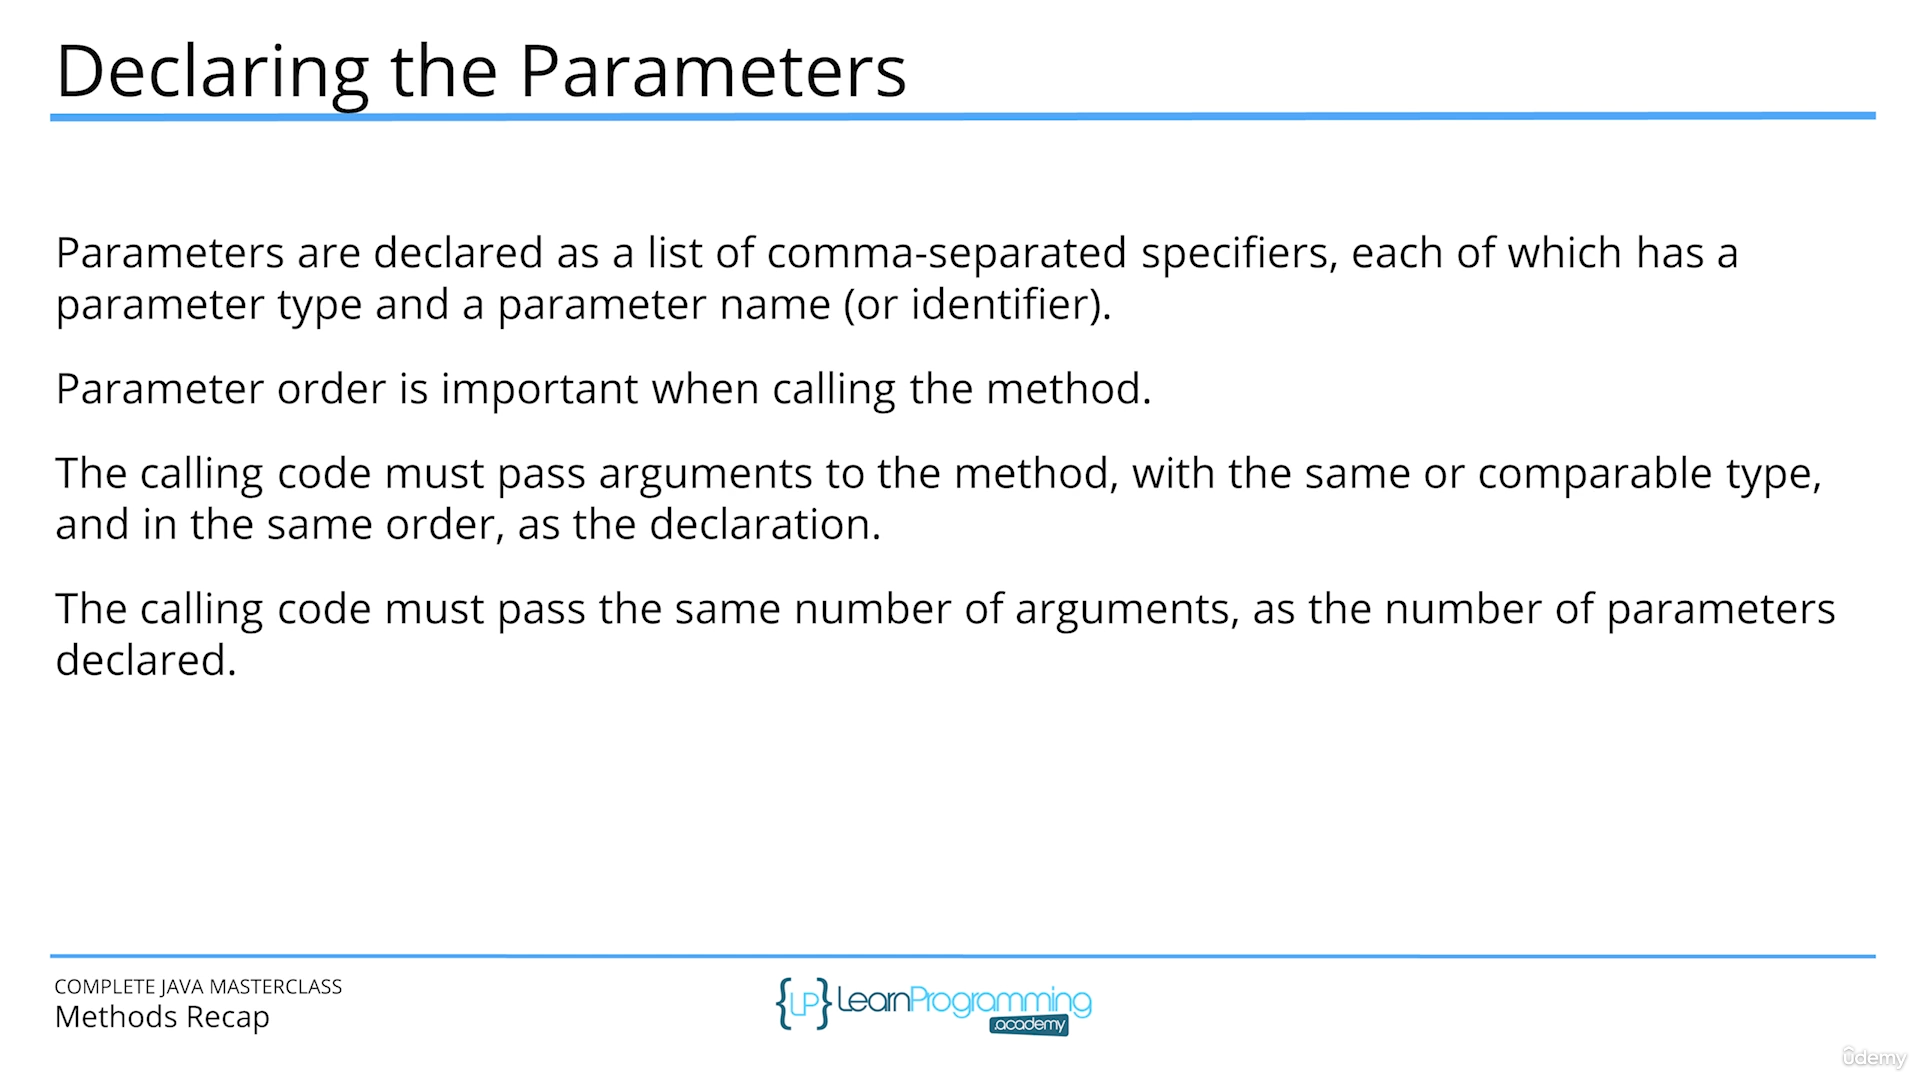 Declaring the Parameters
Parameters are declared as a list of comma-separated specifiers, each of which has a
parameter type and a parameter name (or identifier).
Parameter order is important when calling the method.
The calling code must pass arguments to the method, with the same or comparable type,
and in the same order, as the declaration.
The calling code must pass the same number of arguments, as the number of parameters
declared.
COMPLETE JAVA MASTERCLASS
Methods Recap
{LP} LearnProgramming
.academy
ûdemy